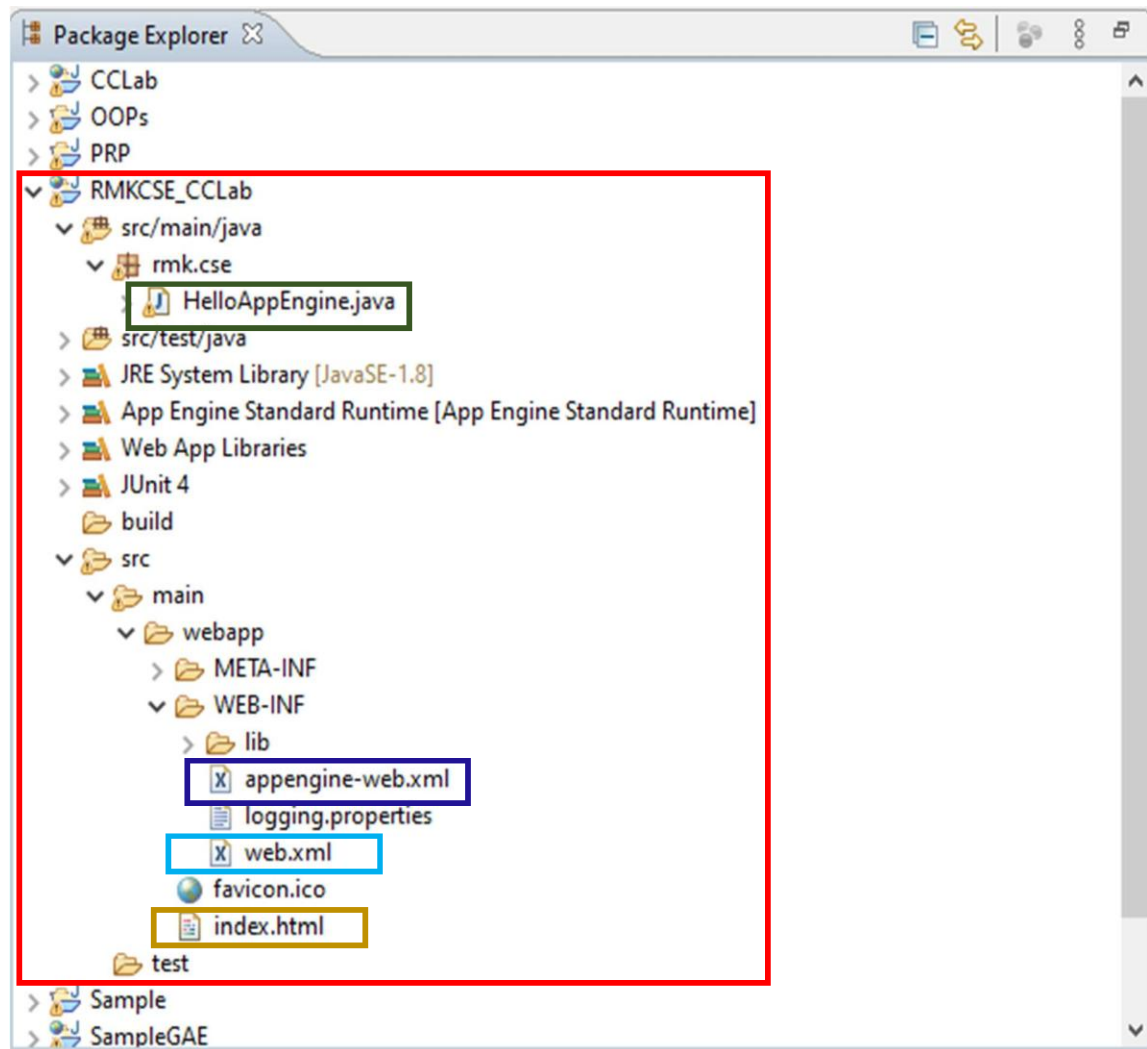 Package Explorer
CCLab
OOPs
PRP
RMKCSE_CCLab
src/main/java
rmk.cse
HelloAppEngine.java
src/test/java
JRE System Library [JavaSE-1.8]
App Engine Standard Runtime [App Engine Standard Runtime]
Web App Libraries
JUnit 4
build
src
main
webapp
META-INF
WEB-INF
lib
appengine-web.xml
logging.properties
web.xml
favicon.ico
index.html
test
Sample
SampleGAE